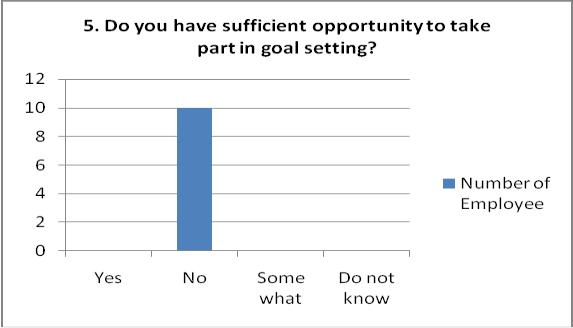 5. Do you have sufficient opportunity to take
part in goal setting?
12
10
8
6
4
2
0
Yes
No
Some
what
Do not
know
Number of
Employee